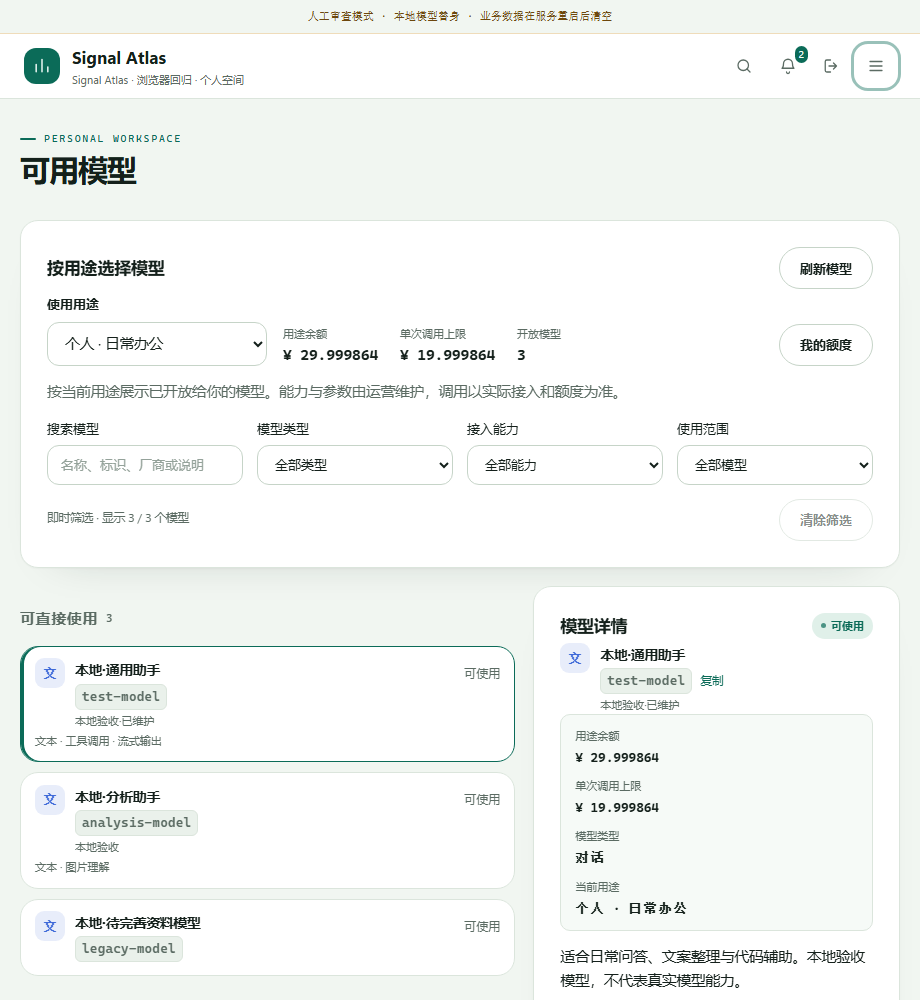 人工审查模式 · 本地模型替身 · 业务数据在服务重启后清空
Signal Atlas
Signal Atlas · 浏览器回归 · 个人空间
2
PERSONAL WORKSPACE
可用模型
按用途选择模型
刷新模型
使用用途
个人 · 日常办公
用途余额
¥ 29.999864
单次调用上限
¥ 19.999864
开放模型
3
我的额度
按当前用途展示已开放给你的模型。能力与参数由运营维护，调用以实际接入和额度为准。
搜索模型
模型类型
接入能力
使用范围
名称、标识、厂商或说明
全部类型
全部能力
全部模型
即时筛选 · 显示 3 / 3 个模型
清除筛选
可直接使用 3
文
本地·通用助手
可使用
test-model
本地验收·已维护
文本 · 工具调用 · 流式输出
文
本地·分析助手
可使用
analysis-model
本地验收
文本 · 图片理解
文
本地·待完善资料模型
可使用
legacy-model
模型详情
可使用
文
本地·通用助手
test-model 复制
本地验收·已维护
用途余额
¥ 29.999864
单次调用上限
¥ 19.999864
模型类型
对话
当前用途
个人 · 日常办公
适合日常问答、文案整理与代码辅助。本地验收
模型，不代表真实模型能力。